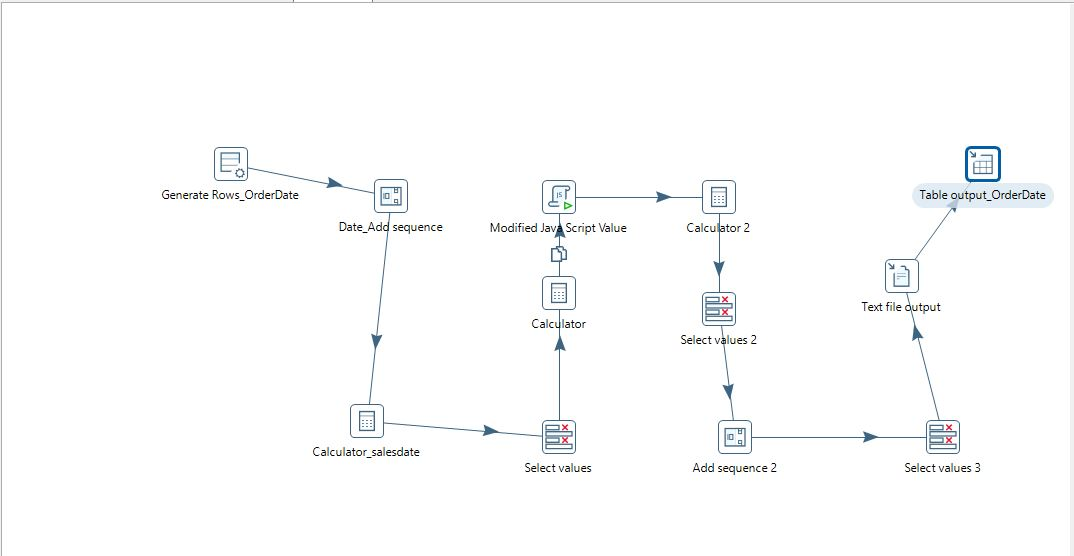 Generate Rows_OrderDate
Date_Add sequence
Calculator_salesdate
Select values
Calculator
Modified Java Script Value
Calculator 2
Select values 2
Add sequence 2
Select values 3
Text file output
Table output_OrderDate